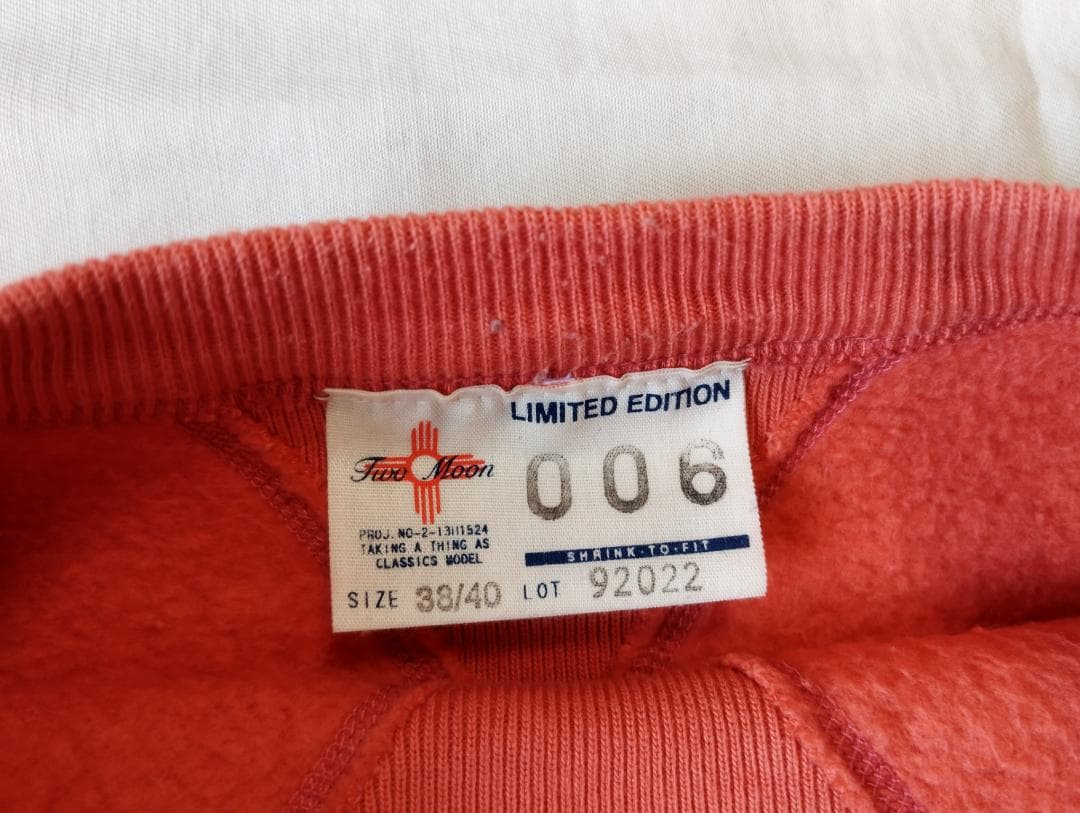 LIMITED EDITION
Two Moon
006
PROJ. NO-2-1311524
TAKING A THING AS
CLASSICS MODEL
SHRINK·TO·FIT
SIZE 38/40 LOT 92022